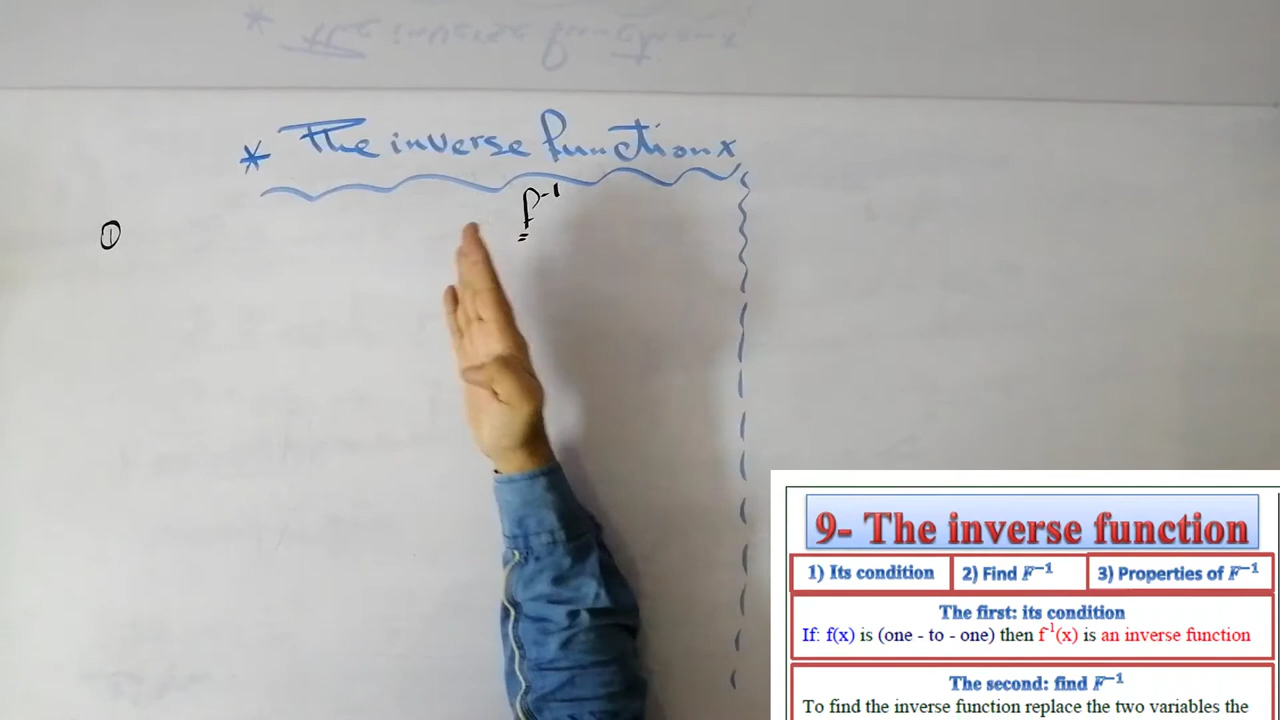 * The inverse function x
f⁻¹
①
9- The inverse function
1) Its condition 2) Find F⁻¹ 3) Properties of F⁻¹
The first: its condition
If: f(x) is (one - to - one) then f⁻¹(x) is an inverse function
The second: find F⁻¹
To find the inverse function replace the two variables the